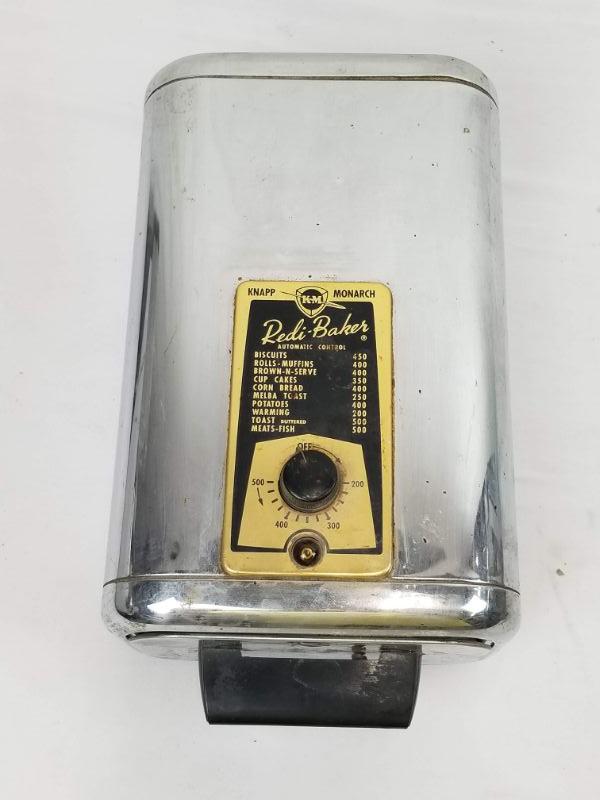 KNAPP K-M MONARCH
Redi-Baker ®
AUTOMATIC CONTROL
BISCUITS 450
ROLLS-MUFFINS 400
BROWN-N-SERVE 400
CUP CAKES 350
CORN BREAD 400
MELBA TOAST 250
POTATOES 400
WARMING 200
TOAST BUTTERED 500
MEATS-FISH 500
OFF
500 200
400 300